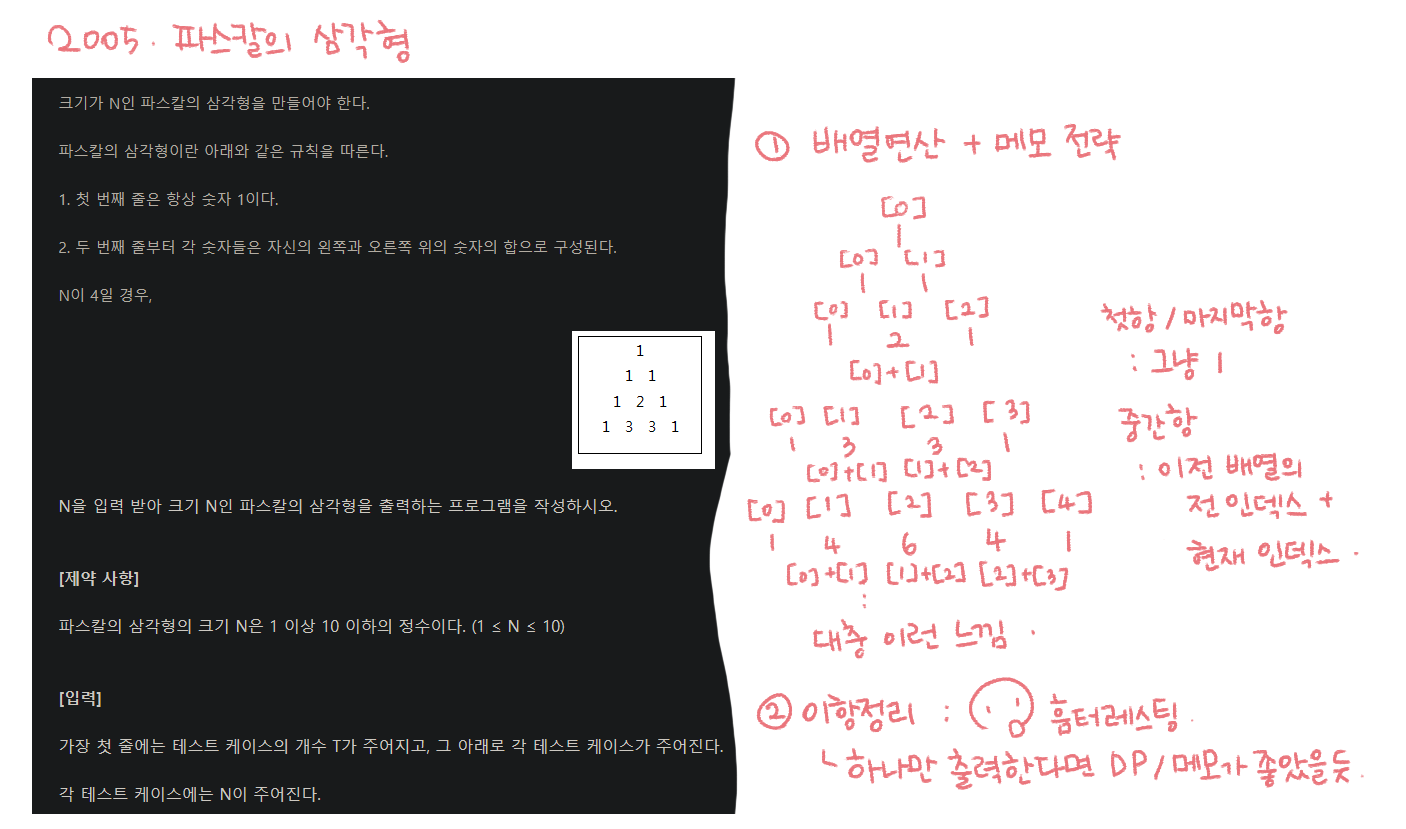 2005. 파스칼의 삼각형
크기가 N인 파스칼의 삼각형을 만들어야 한다.
파스칼의 삼각형이란 아래와 같은 규칙을 따른다.
1. 첫 번째 줄은 항상 숫자 1이다.
2. 두 번째 줄부터 각 숫자들은 자신의 왼쪽과 오른쪽 위의 숫자의 합으로 구성된다.
N이 4일 경우,
1
1 1
1 2 1
1 3 3 1
N을 입력 받아 크기 N인 파스칼의 삼각형을 출력하는 프로그램을 작성하시오.
[제약 사항]
파스칼의 삼각형의 크기 N은 1 이상 10 이하의 정수이다. (1 ≤ N ≤ 10)
[입력]
가장 첫 줄에는 테스트 케이스의 개수 T가 주어지고, 그 아래로 각 테스트 케이스가 주어진다.
각 테스트 케이스에는 N이 주어진다.
① 배열연산 + 메모 전략
[0]
1
[0] [1]
1 1
[0] [1] [2]
1 2 1
[0]+[1]
[0] [1] [2] [3]
1 3 3 1
[0]+[1] [1]+[2]
[0] [1] [2] [3] [4]
1 4 6 4 1
[0]+[1] [1]+[2] [2]+[3]
:
대충 이런 느낌.
첫항 / 마지막항
: 그냥 1
중간항
: 이전 배열의
전 인덱스 +
현재 인덱스.
② 이항정리 : 흠터레스팅.
ㄴ 하나만 출력한다면 DP / 메모가 좋았을듯.